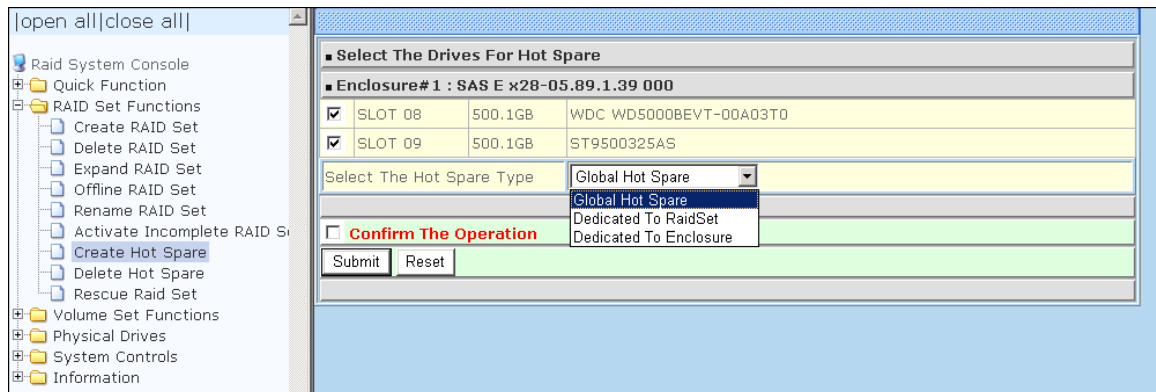 |open all|close all|
Raid System Console
Quick Function
RAID Set Functions
Create RAID Set
Delete RAID Set
Expand RAID Set
Offline RAID Set
Rename RAID Set
Activate Incomplete RAID S
Create Hot Spare
Delete Hot Spare
Rescue Raid Set
Volume Set Functions
Physical Drives
System Controls
Information
Select The Drives For Hot Spare
Enclosure#1 : SAS E x28-05.89.1.39 000
SLOT 08 500.1GB WDC WD5000BEVT-00A03T0
SLOT 09 500.1GB ST9500325AS
Select The Hot Spare Type Global Hot Spare
Global Hot Spare
Dedicated To RaidSet
Dedicated To Enclosure
Confirm The Operation
Submit Reset